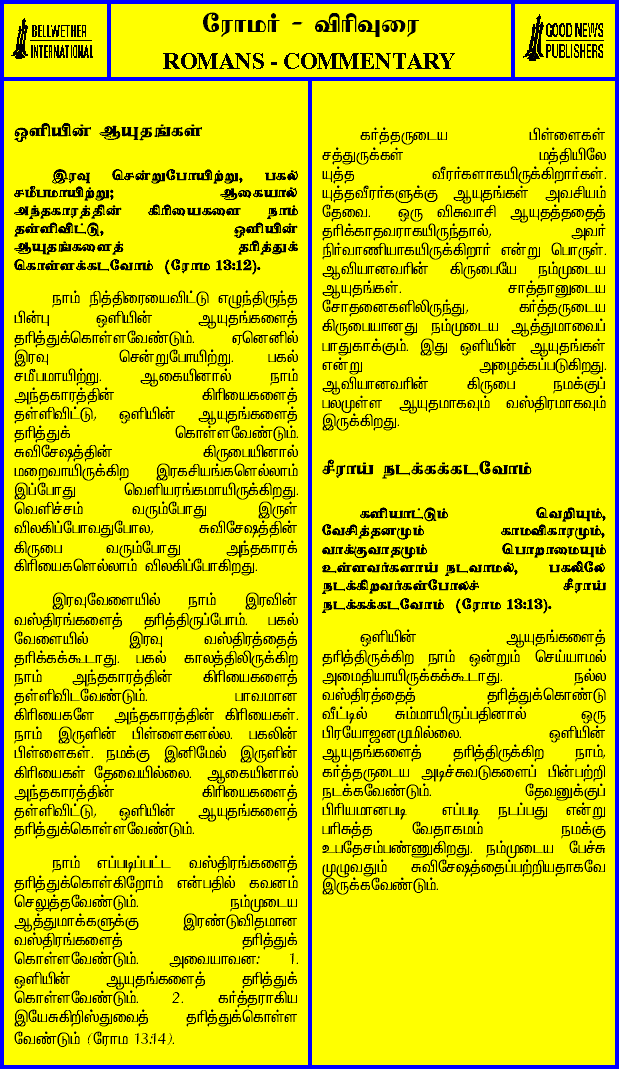 BELLWETHER
INTERNATIONAL
ரோமர் - விரிவுரை
ROMANS - COMMENTARY
GOOD NEWS
PUBLISHERS
ஒளியின் ஆயுதங்கள்
இரவு சென்றுபோயிற்று, பகல்
சமீபமாயிற்று; ஆகையால்
அந்தகாரத்தின் கிரியைகளை நாம்
தள்ளிவிட்டு, ஒளியின்
ஆயுதங்களைத் தரித்துக்
கொள்ளக்கடவோம் (ரோம 13:12).
நாம் நித்திரையைவிட்டு எழுந்திருந்த
பின்பு ஒளியின் ஆயுதங்களைத்
தரித்துக்கொள்ளவேண்டும். ஏனெனில்
இரவு சென்றுபோயிற்று. பகல்
சமீபமாயிற்று. ஆகையினால் நாம்
அந்தகாரத்தின் கிரியைகளைத்
தள்ளிவிட்டு, ஒளியின் ஆயுதங்களைத்
தரித்துக் கொள்ளவேண்டும்.
சுவிசேஷத்தின் கிருபையினால்
மறைவாயிருக்கிற இரகசியங்களெல்லாம்
இப்போது வெளியரங்கமாயிருக்கிறது.
வெளிச்சம் வரும்போது இருள்
விலகிப்போவதுபோல, சுவிசேஷத்தின்
கிருபை வரும்போது அந்தகாரக்
கிரியைகளெல்லாம் விலகிப்போகிறது.
இரவுவேளையில் நாம் இரவின்
வஸ்திரங்களைத் தரித்திருப்போம். பகல்
வேளையில் இரவு வஸ்திரத்தைத்
தரிக்கக்கூடாது. பகல் காலத்திலிருக்கிற
நாம் அந்தகாரத்தின் கிரியைகளைத்
தள்ளிவிடவேண்டும். பாவமான
கிரியைகளே அந்தகாரத்தின் கிரியைகள்.
நாம் இருளின் பிள்ளைகளல்ல. பகலின்
பிள்ளைகள். நமக்கு இனிமேல் இருளின்
கிரியைகள் தேவையில்லை. ஆகையினால்
அந்தகாரத்தின் கிரியைகளைத்
தள்ளிவிட்டு, ஒளியின் ஆயுதங்களைத்
தரித்துக்கொள்ளவேண்டும்.
நாம் எப்படிப்பட்ட வஸ்திரங்களைத்
தரித்துக்கொள்கிறோம் என்பதில் கவனம்
செலுத்தவேண்டும். நம்முடைய
ஆத்துமாக்களுக்கு இரண்டுவிதமான
வஸ்திரங்களைத் தரித்துக்
கொள்ளவேண்டும். அவையாவன: 1.
ஒளியின் ஆயுதங்களைத் தரித்துக்
கொள்ளவேண்டும். 2. கர்த்தராகிய
இயேசுகிறிஸ்துவைத் தரித்துக்கொள்ள
வேண்டும் (ரோம 13:14).
கர்த்தருடைய பிள்ளைகள்
சத்துருக்கள் மத்தியிலே
யுத்த வீரர்களாகயிருக்கிறார்கள்.
யுத்தவீரர்களுக்கு ஆயுதங்கள் அவசியம்
தேவை. ஒரு விசுவாசி ஆயுதத்ததைத்
தரிக்காதவராகயிருந்தால், அவர்
நிர்வாணியாகயிருக்கிறார் என்று பொருள்.
ஆவியானவரின் கிருபையே நம்முடைய
ஆயுதங்கள். சாத்தானுடைய
சோதனைகளிலிருந்து, கர்த்தருடைய
கிருபையானது நம்முடைய ஆத்துமாவைப்
பாதுகாக்கும். இது ஒளியின் ஆயுதங்கள்
என்று அழைக்கப்படுகிறது.
ஆவியானவரின் கிருபை நமக்குப்
பலமுள்ள ஆயுதமாகவும் வஸ்திரமாகவும்
இருக்கிறது.
சீராய் நடக்கக்கடவோம்
களியாட்டும் வெறியும்,
வேசித்தனமும் காமவிகாரமும்,
வாக்குவாதமும் பொறாமையும்
உள்ளவர்களாய் நடவாமல், பகலிலே
நடக்கிறவர்கள்போலச் சீராய்
நடக்கக்கடவோம் (ரோம 13:13).
ஒளியின் ஆயுதங்களைத்
தரித்திருக்கிற நாம் ஒன்றும் செய்யாமல்
அமைதியாயிருக்கக்கூடாது. நல்ல
வஸ்திரத்தைத் தரித்துக்கொண்டு
வீட்டில் சும்மாயிருப்பதினால் ஒரு
பிரயோஜனமுமில்லை. ஒளியின்
ஆயுதங்களைத் தரித்திருக்கிற நாம்,
கர்த்தருடைய அடிச்சுவடுகளைப் பின்பற்றி
நடக்கவேண்டும். தேவனுக்குப்
பிரியமானபடி எப்படி நடப்பது என்று
பரிசுத்த வேதாகமம் நமக்கு
உபதேசம்பண்ணுகிறது. நம்முடைய பேச்சு
முழுவதும் சுவிசேஷத்தைப்பற்றியதாகவே
இருக்கவேண்டும்.